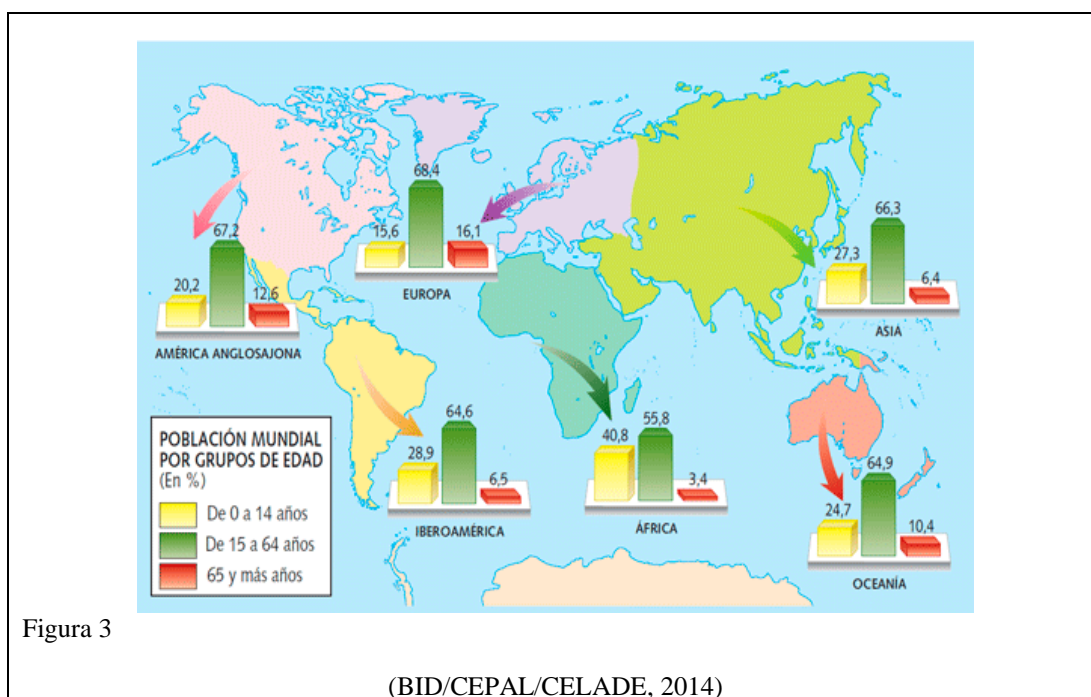 68,4
15,6
16,1
EUROPA
67,2
20,2
12,6
AMÉRICA ANGLOSAJONA
66,3
27,3
6,4
ASIA
64,6
28,9
6,5
IBEROAMÉRICA
55,8
40,8
3,4
ÁFRICA
64,9
24,7
10,4
OCEANÍA
POBLACIÓN MUNDIAL
POR GRUPOS DE EDAD
(En %)
De 0 a 14 años
De 15 a 64 años
65 y más años
Figura 3
(BID/CEPAL/CELADE, 2014)